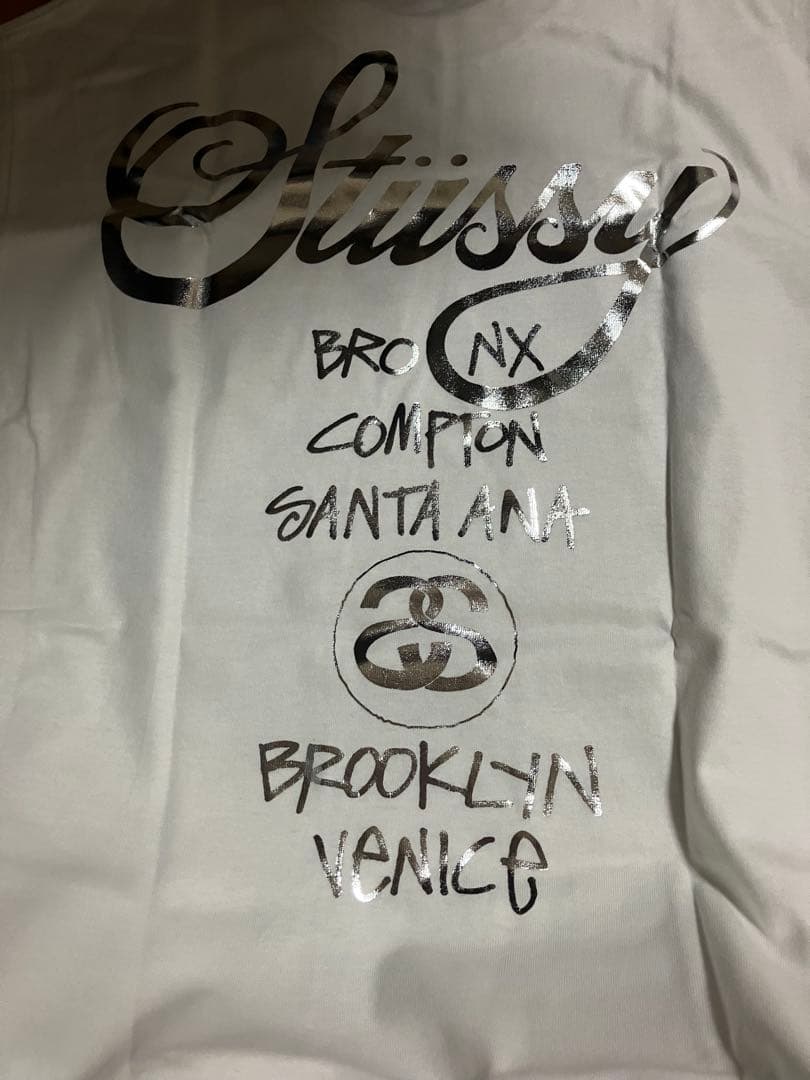 Stüssy
BRONX
COMPTON
SANTA ANA
SS
BROOKLYN
VENICE